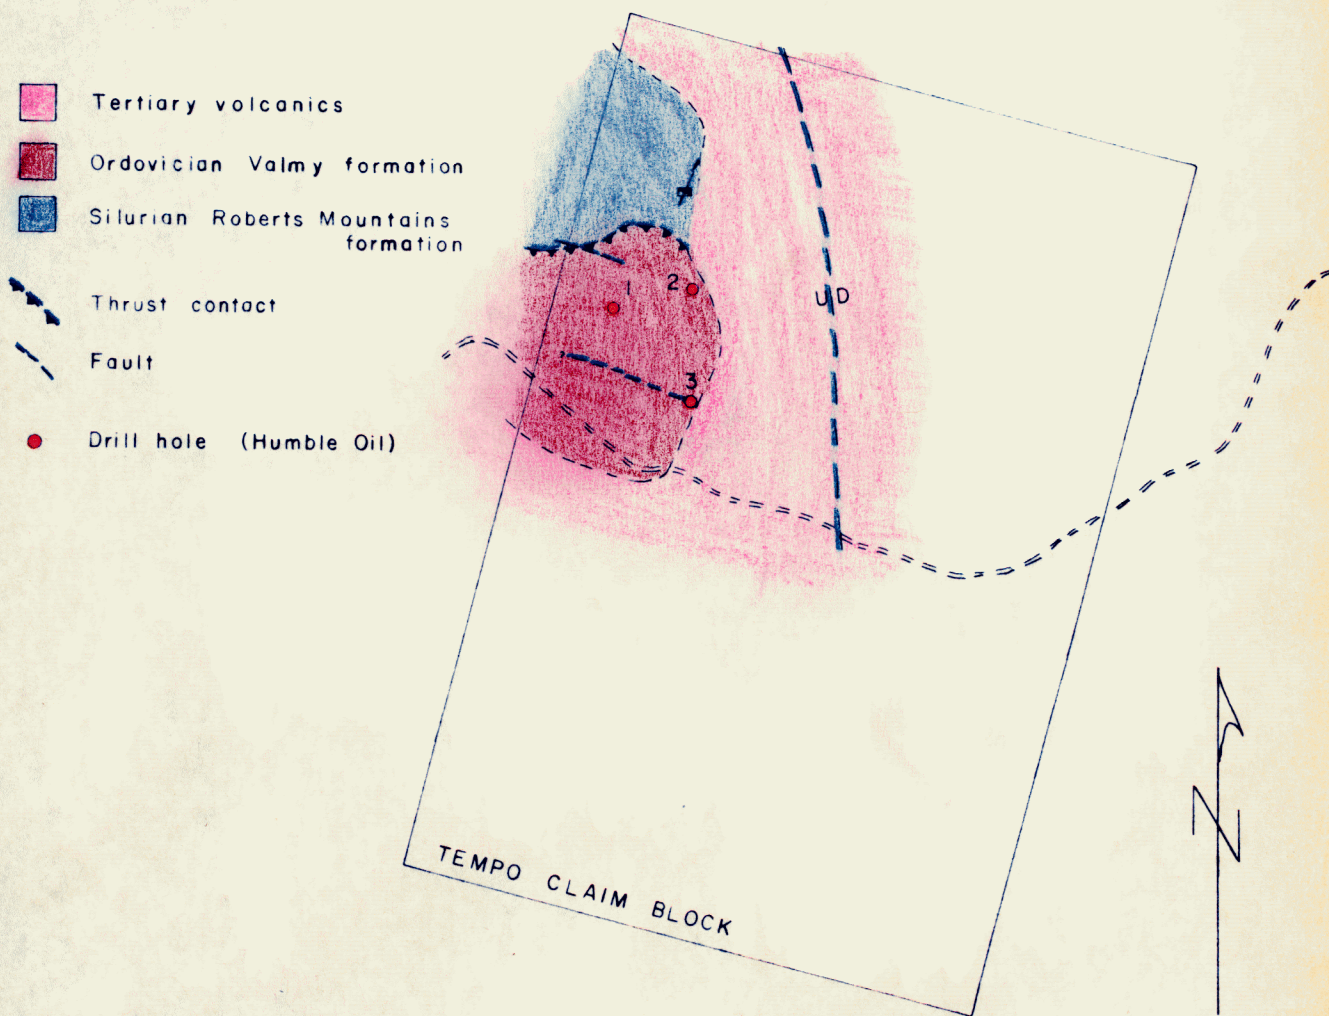 Tertiary volcanics
Ordovician Valmy formation
Silurian Roberts Mountains
formation
Thrust contact
Fault
Drill hole (Humble Oil)
1
2
3
U D
TEMPO CLAIM BLOCK
N